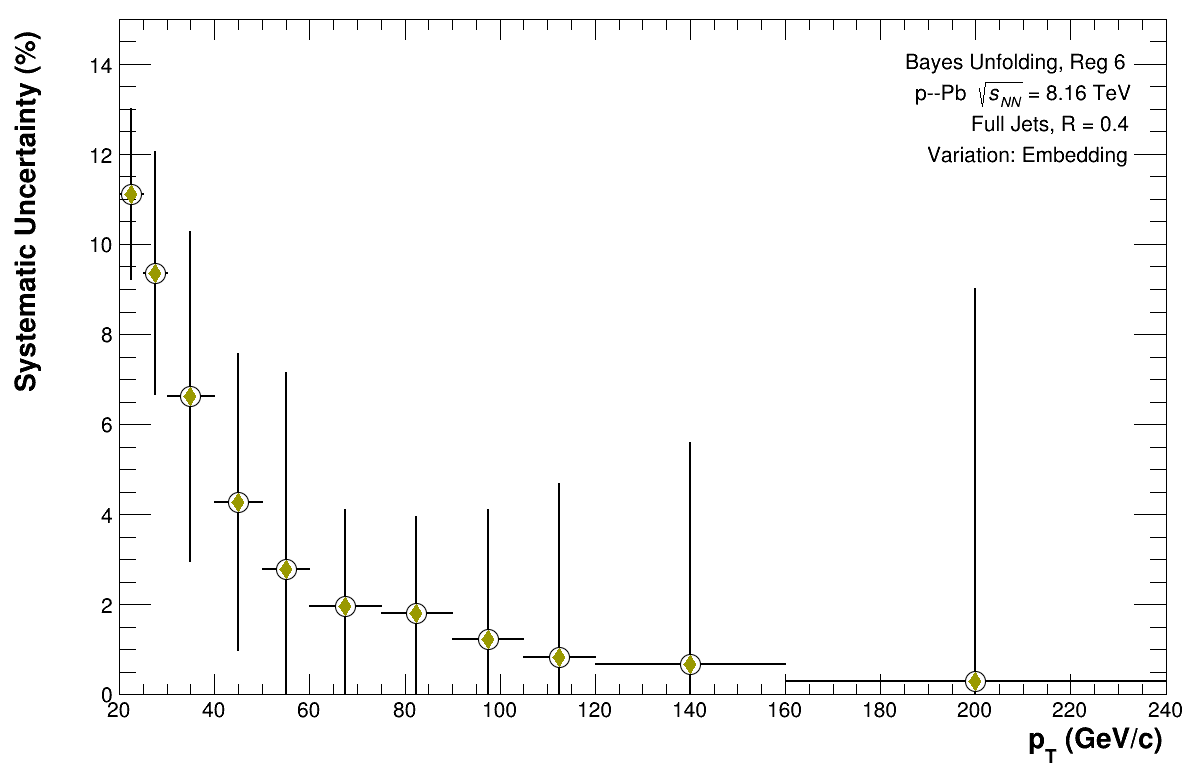 Systematic Uncertainty (%)
14
12
10
8
6
4
2
0
Bayes Unfolding, Reg 6
p--Pb √s_NN = 8.16 TeV
Full Jets, R = 0.4
Variation: Embedding
20 40 60 80 100 120 140 160 180 200 220 240
p_T (GeV/c)